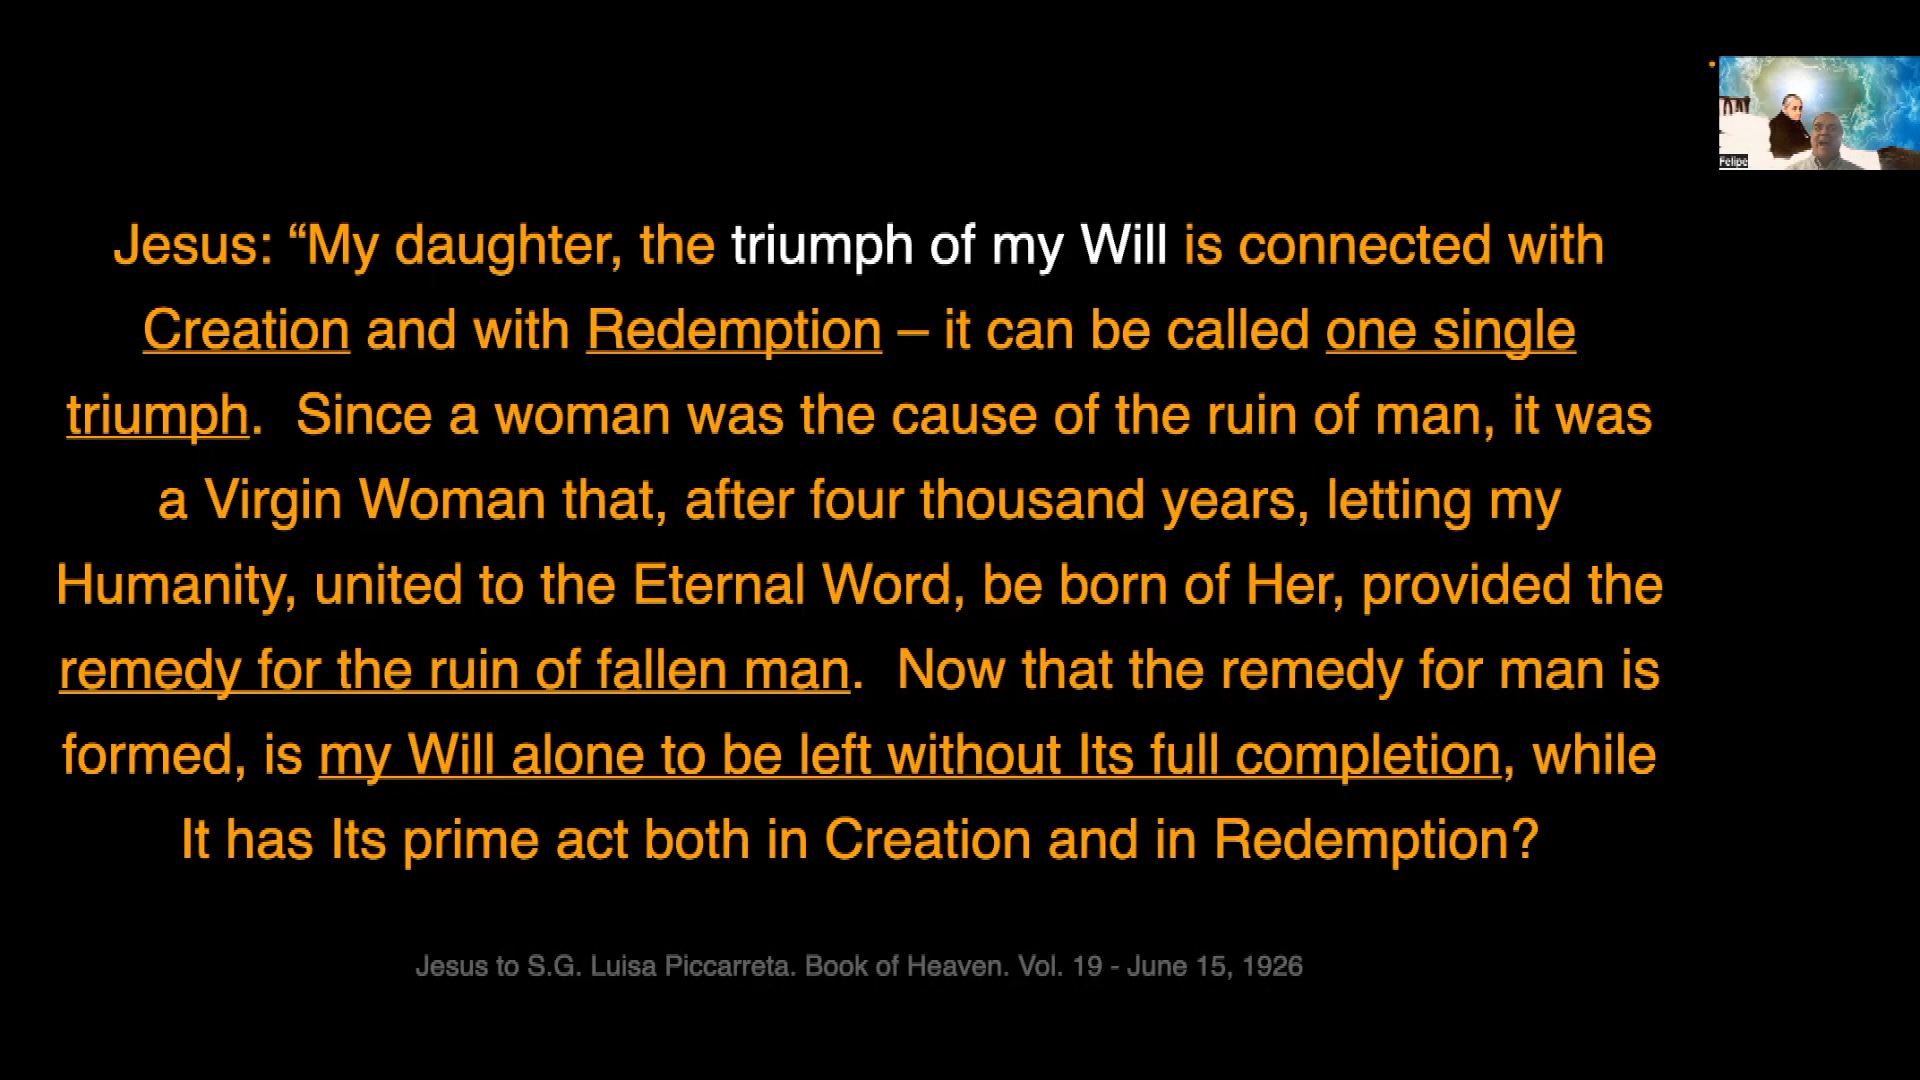 Felipe
Jesus: “My daughter, the triumph of my Will is connected with
Creation and with Redemption – it can be called one single
triumph.  Since a woman was the cause of the ruin of man, it was
a Virgin Woman that, after four thousand years, letting my
Humanity, united to the Eternal Word, be born of Her, provided the
remedy for the ruin of fallen man.  Now that the remedy for man is
formed, is my Will alone to be left without Its full completion, while
It has Its prime act both in Creation and in Redemption?
Jesus to S.G. Luisa Piccarreta. Book of Heaven. Vol. 19 - June 15, 1926